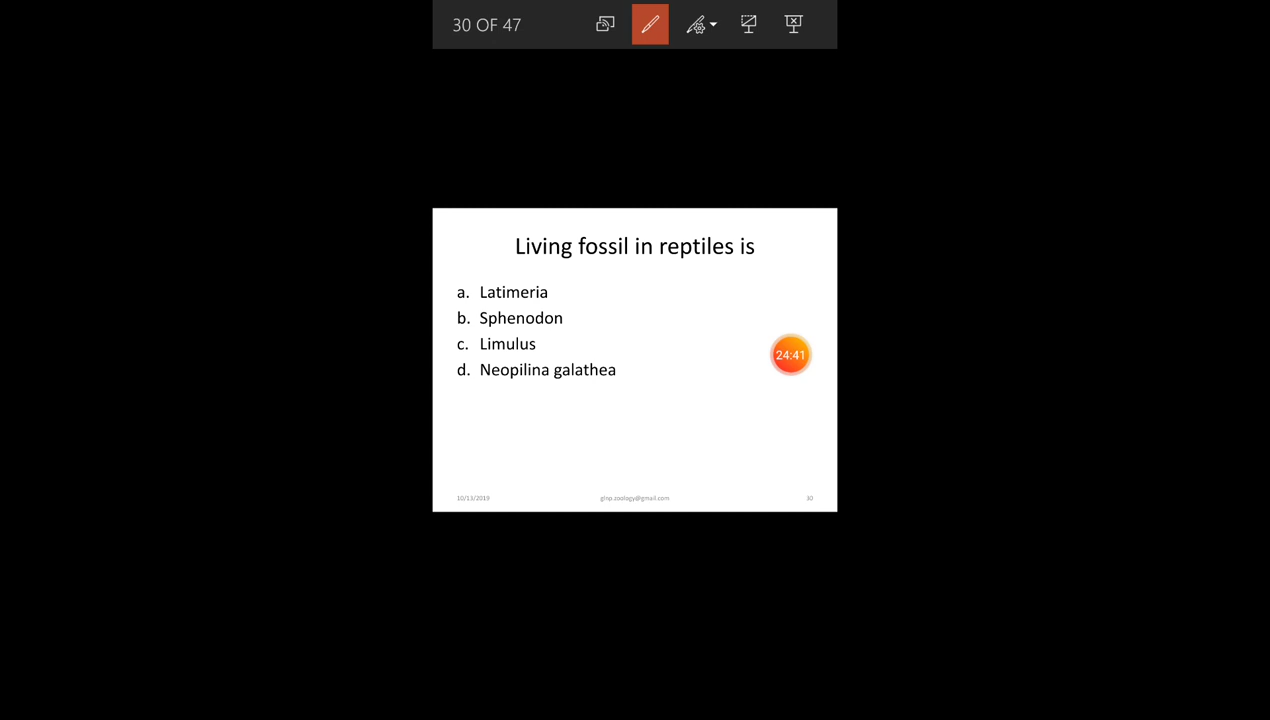 30 OF 47
Living fossil in reptiles is
a. Latimeria
b. Sphenodon
c. Limulus
d. Neopilina galathea
24:41
10/13/2019
glnp.zoology@gmail.com
30